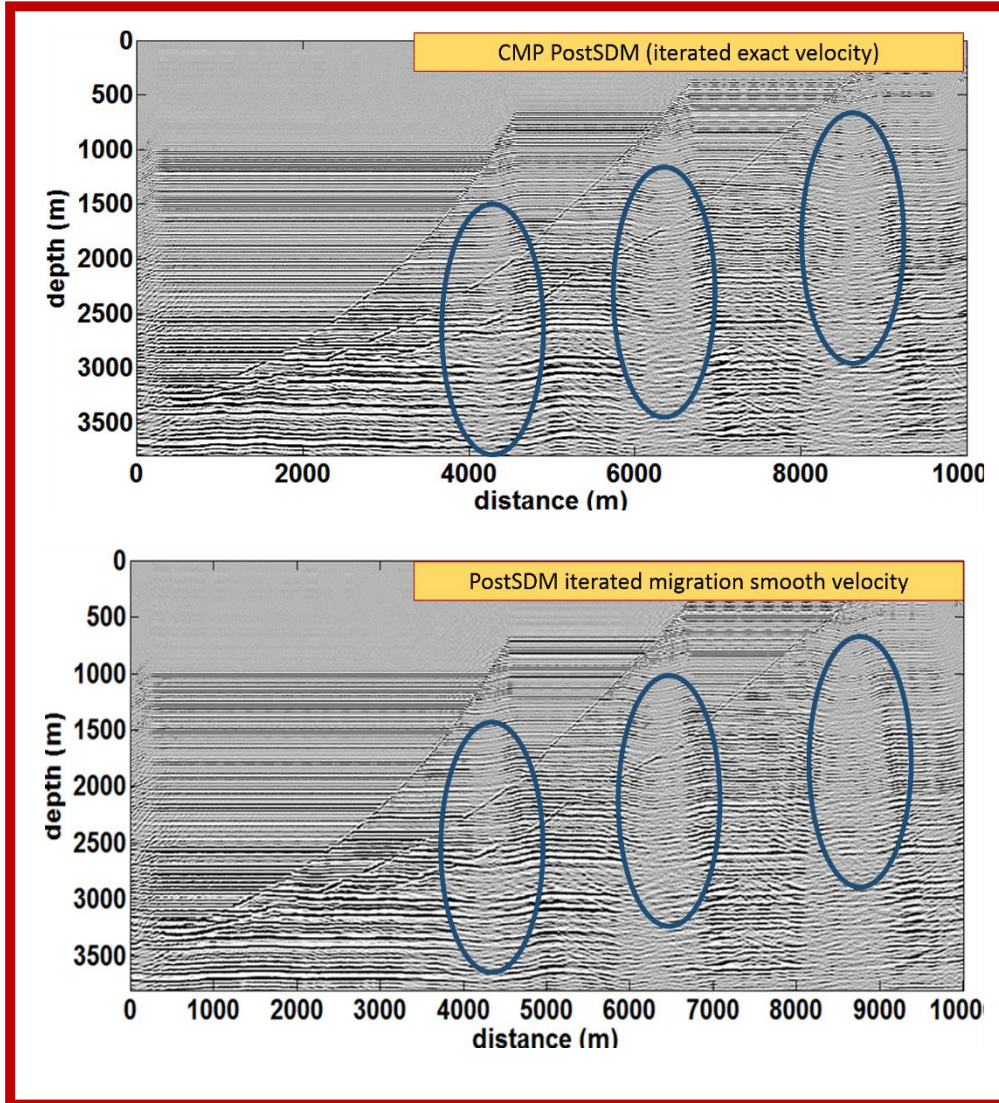 CMP PostSDM (iterated exact velocity)
0
500
1000
1500
2000
2500
3000
3500
depth (m)
0 2000 4000 6000 8000 1000
distance (m)
PostSDM iterated migration smooth velocity
0
500
1000
1500
2000
2500
3000
3500
depth (m)
0 1000 2000 3000 4000 5000 6000 7000 8000 9000 1000
distance (m)